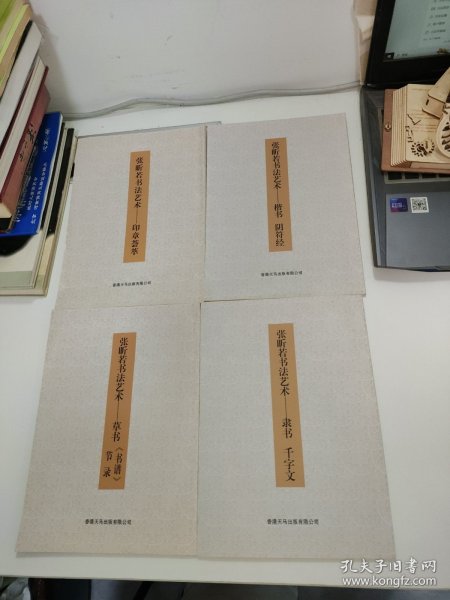 张昕若书法艺术——印章荟萃
香港天马出版有限公司
张昕若书法艺术——楷书 阴符经
香港天马出版有限公司
张昕若书法艺术——草书《书谱》节录
香港天马出版有限公司
张昕若书法艺术——隶书 千字文
香港天马出版有限公司
孔夫子旧书网
www.kongfz.com